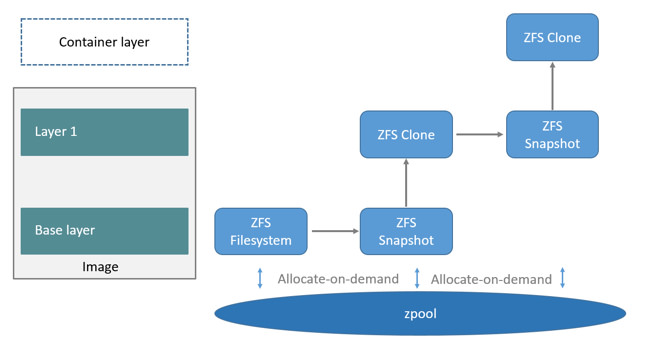 Container layer
ZFS Clone
Layer 1
ZFS Clone
ZFS
Snapshot
Base layer
ZFS
Filesystem
ZFS
Snapshot
Image
Allocate-on-demand
Allocate-on-demand
zpool